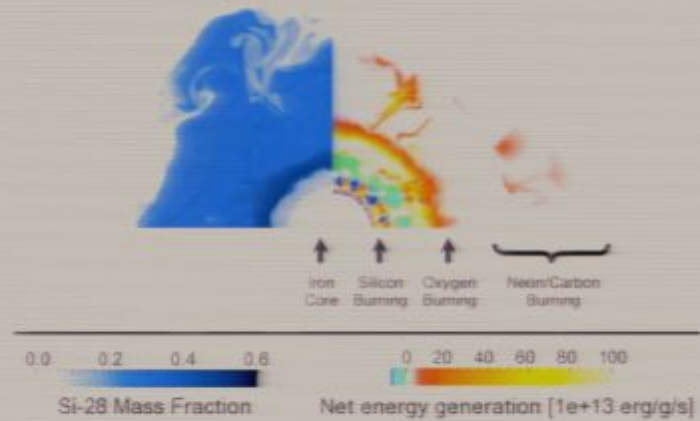 Iron Silicon Oxygen Neon/Carbon
Core Burning Burning Burning
0.0 0.2 0.4 0.6
0 20 40 60 80 100
Si-28 Mass Fraction
Net energy generation [1e+13 erg/g/s]